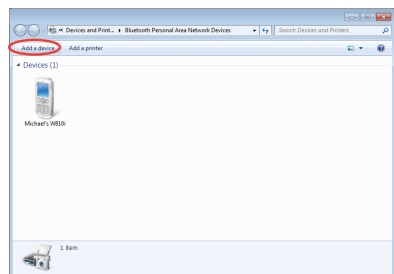 « Devices and Print... ▸ Bluetooth Personal Area Network Devices
Search Devices and Printers
Add a device
Add a printer
Devices (1)
Michael's W810i
1 item